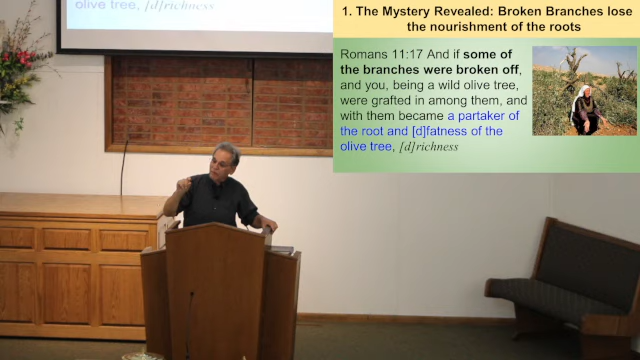 olive tree, [d]richness
1. The Mystery Revealed: Broken Branches lose
the nourishment of the roots
Romans 11:17 And if some of
the branches were broken off,
and you, being a wild olive tree,
were grafted in among them, and
with them became a partaker of
the root and [d]fatness of the
olive tree, [d]richness